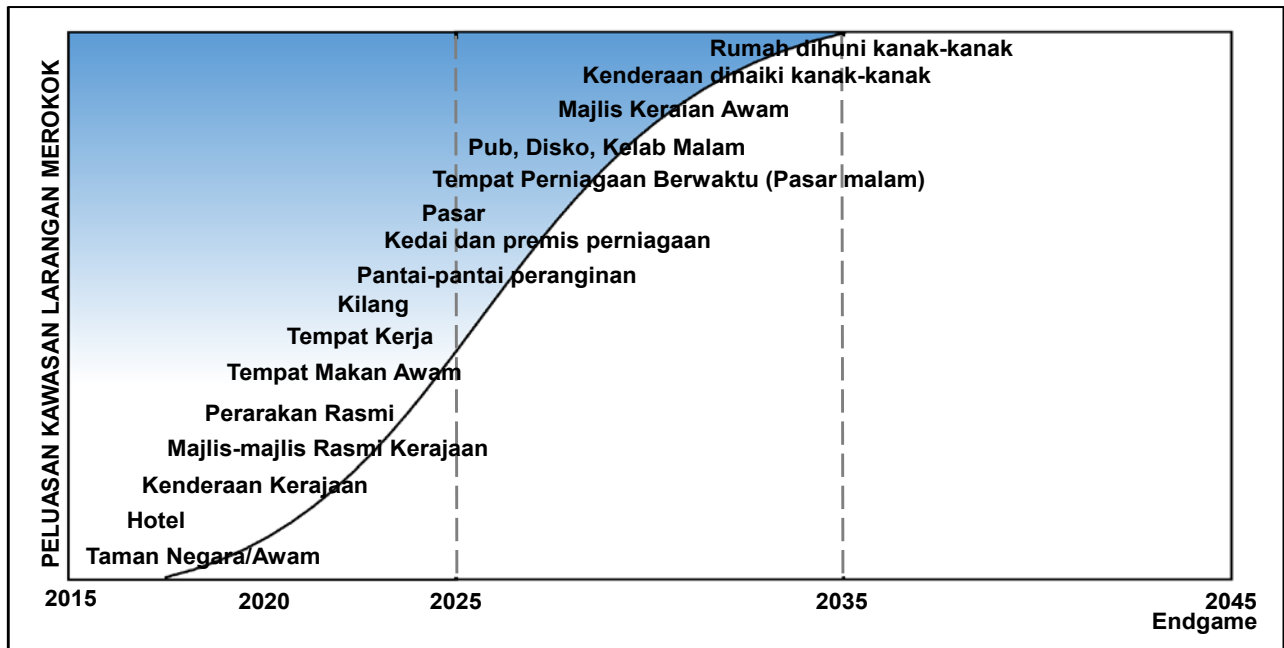 PELUASAN KAWASAN LARANGAN MEROKOK
Rumah dihuni kanak-kanak
Kenderaan dinaiki kanak-kanak
Majlis Keraian Awam
Pub, Disko, Kelab Malam
Tempat Perniagaan Berwaktu (Pasar malam)
Pasar
Kedai dan premis perniagaan
Pantai-pantai peranginan
Kilang
Tempat Kerja
Tempat Makan Awam
Perarakan Rasmi
Majlis-majlis Rasmi Kerajaan
Kenderaan Kerajaan
Hotel
Taman Negara/Awam
2015 2020 2025 2035 2045
Endgame